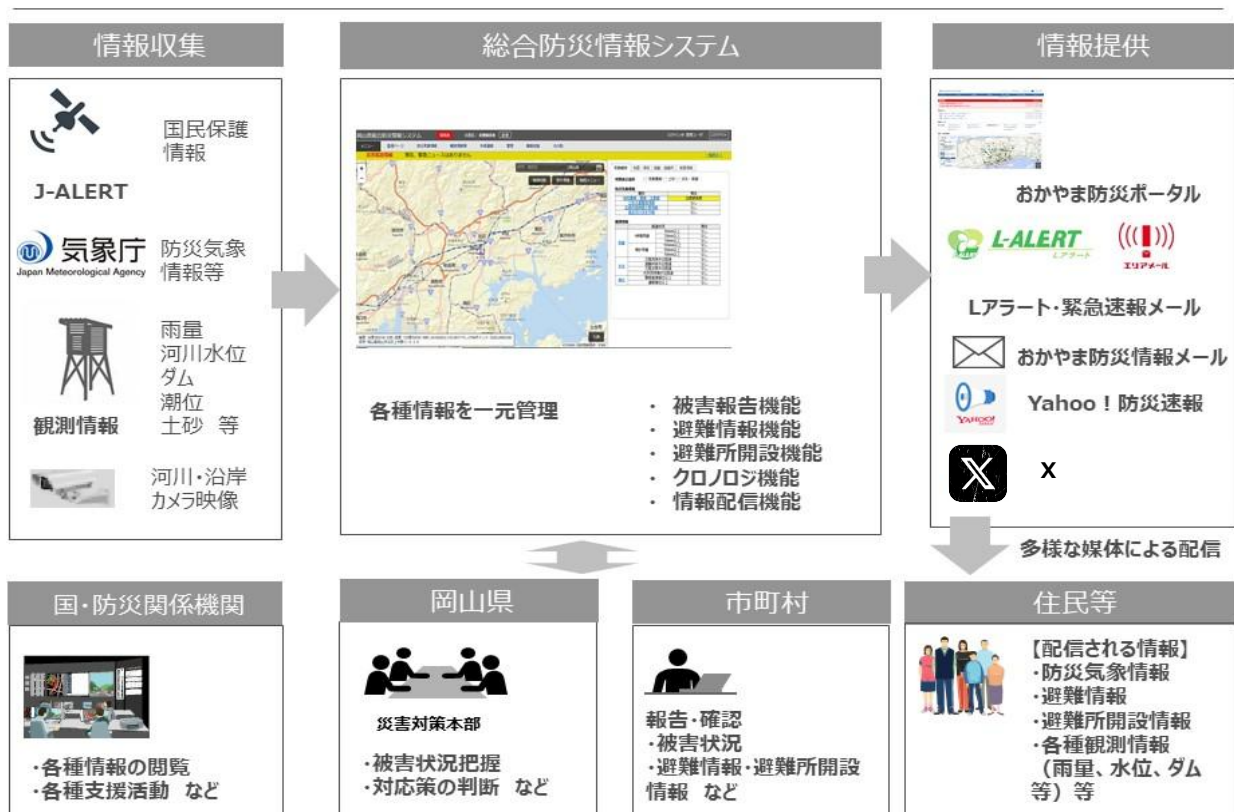 情報収集
国民保護
情報
J-ALERT
気象庁
Japan Meteorological Agency
防災気象
情報等
雨量
河川水位
ダム
潮位
土砂 等
観測情報
河川・沿岸
カメラ映像
総合防災情報システム
各種情報を一元管理
・ 被害報告機能
・ 避難情報機能
・ 避難所開設機能
・ クロノロジ機能
・ 情報配信機能
情報提供
おかやま防災ポータル
L-ALERT
Lアラート
エリアメール
Lアラート・緊急速報メール
おかやま防災情報メール
YAHOO!
Yahoo！防災速報
X
多様な媒体による配信
国・防災関係機関
・各種情報の閲覧
・各種支援活動 など
岡山県
災害対策本部
・被害状況把握
・対応策の判断 など
市町村
報告・確認
・被害状況
・避難情報・避難所開設
情報 など
住民等
【配信される情報】
・防災気象情報
・避難情報
・避難所開設情報
・各種観測情報
（雨量、水位、ダム
等）等